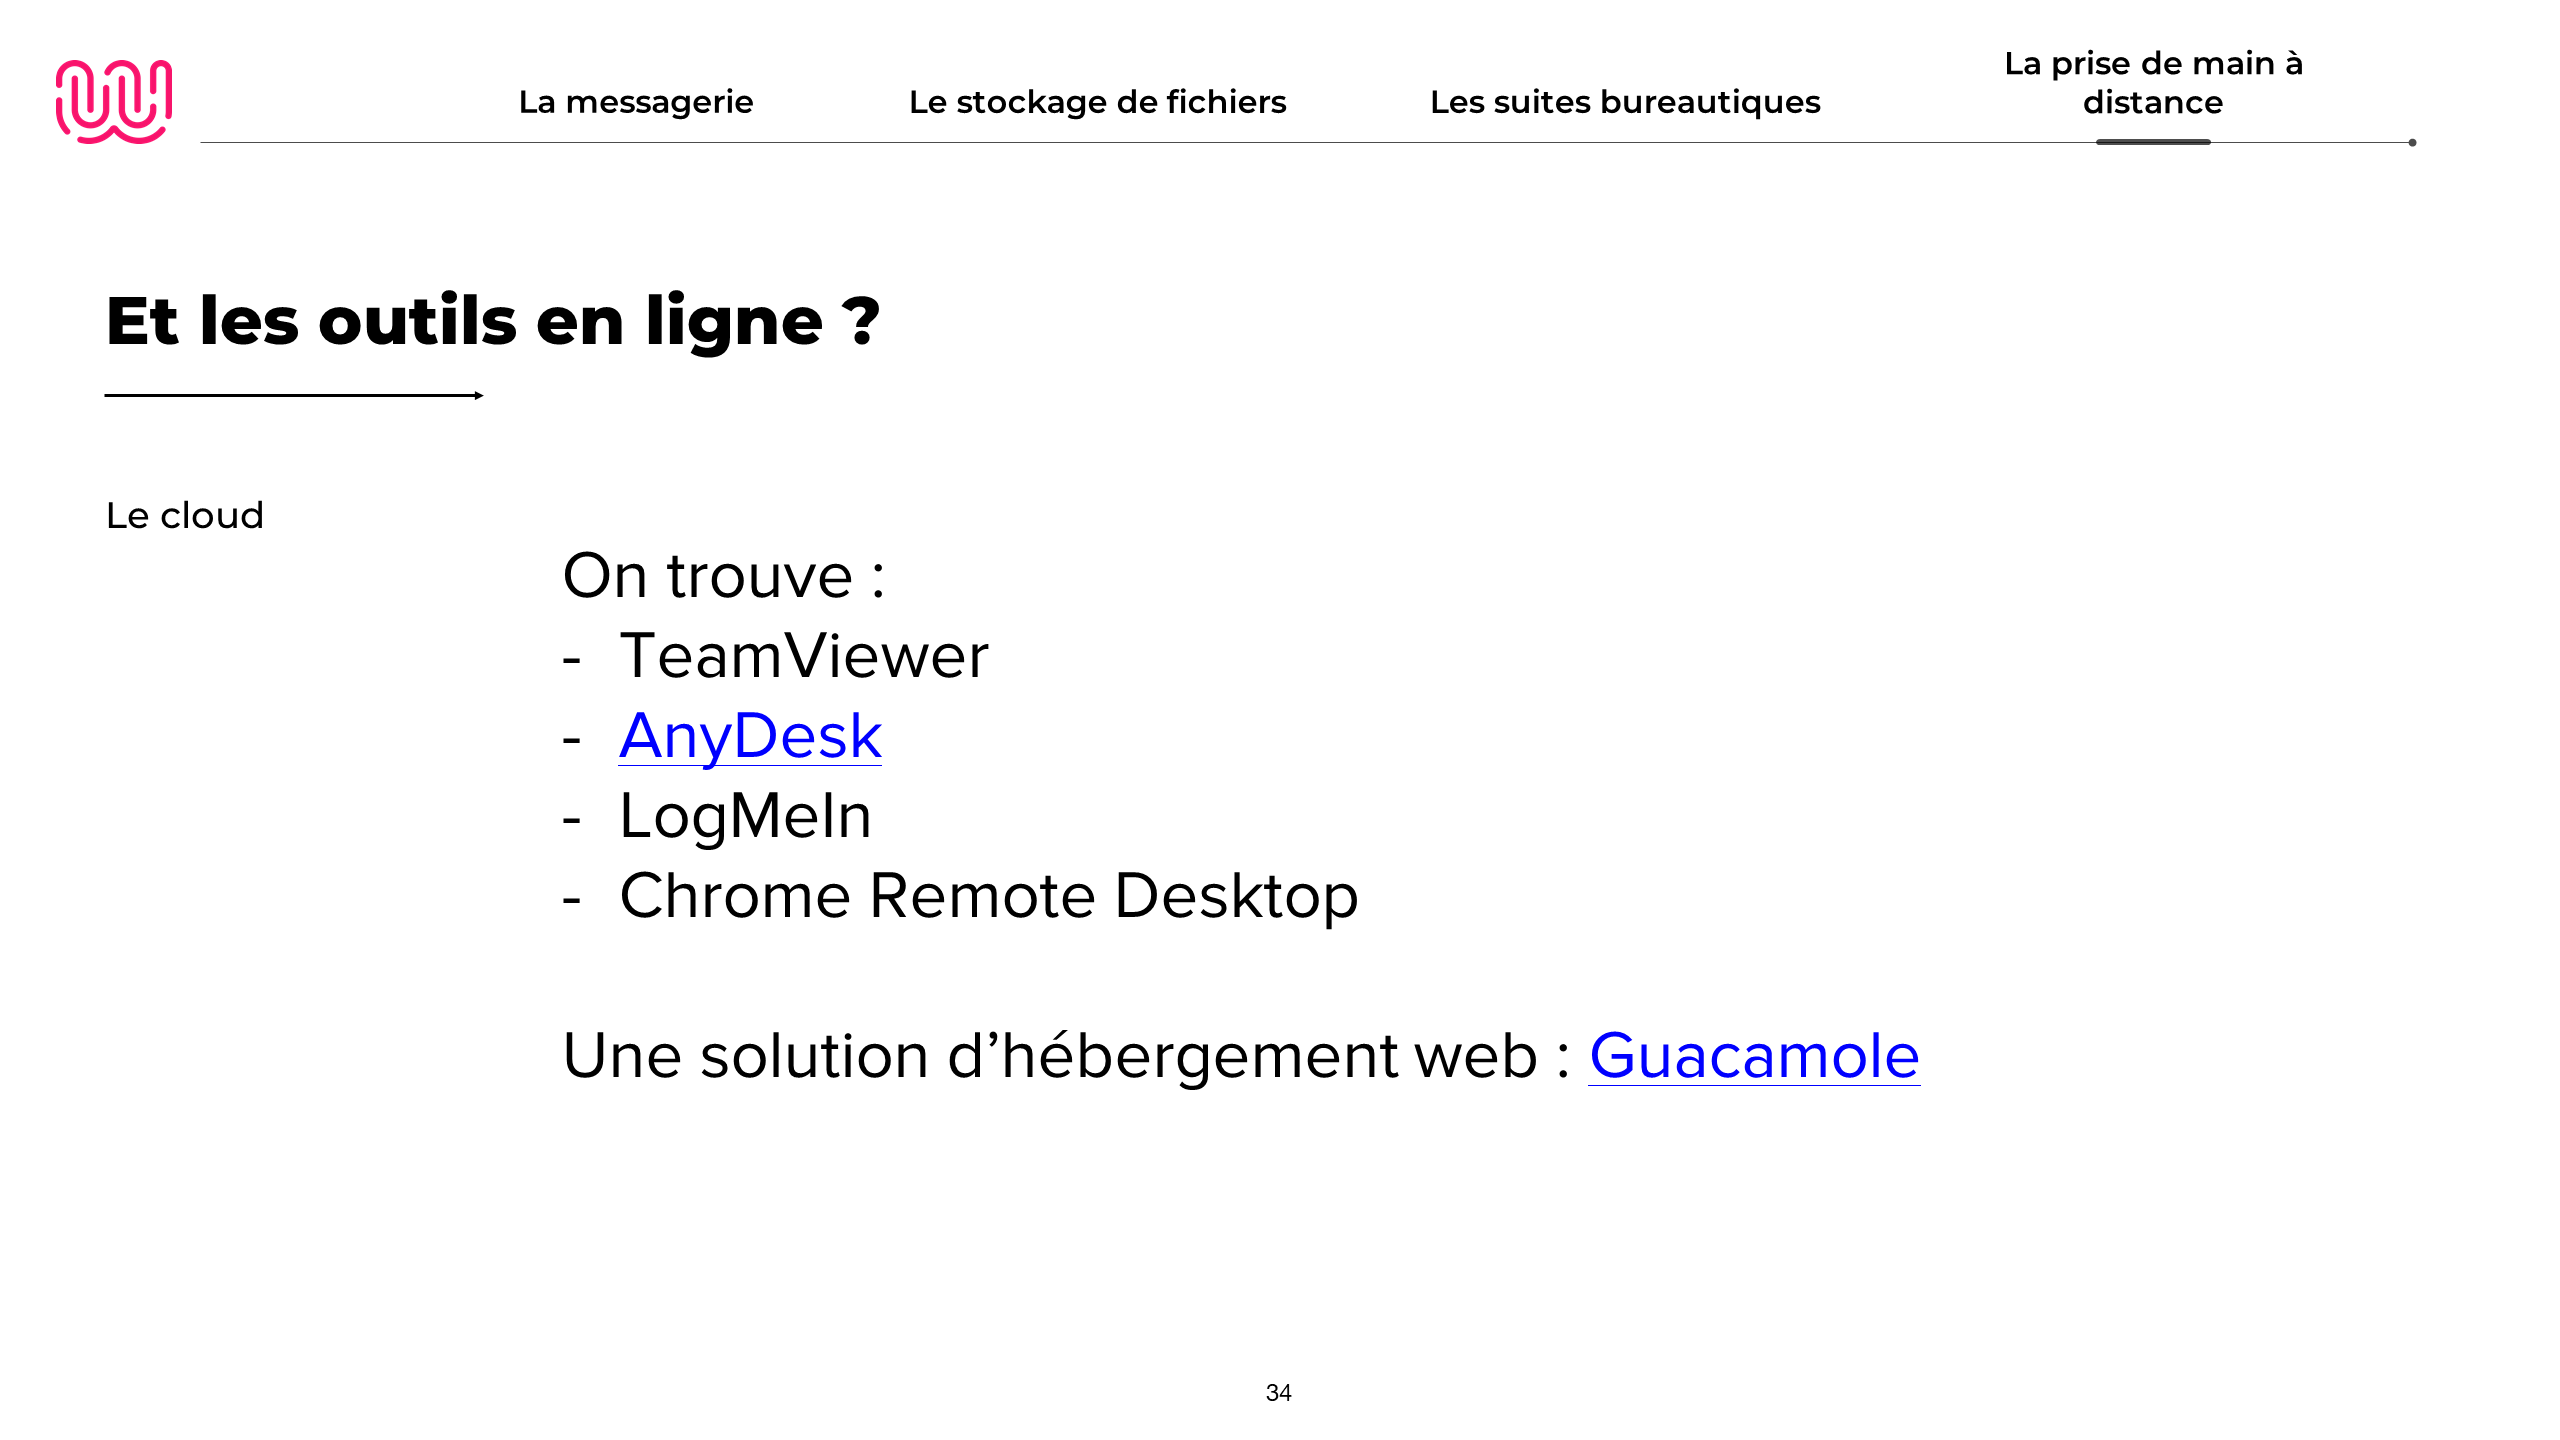 La messagerie
Le stockage de fichiers
Les suites bureautiques
La prise de main à
distance
Et les outils en ligne ?
Le cloud
On trouve :
- TeamViewer
- AnyDesk
- LogMeIn
- Chrome Remote Desktop
Une solution d’hébergement web : Guacamole
34